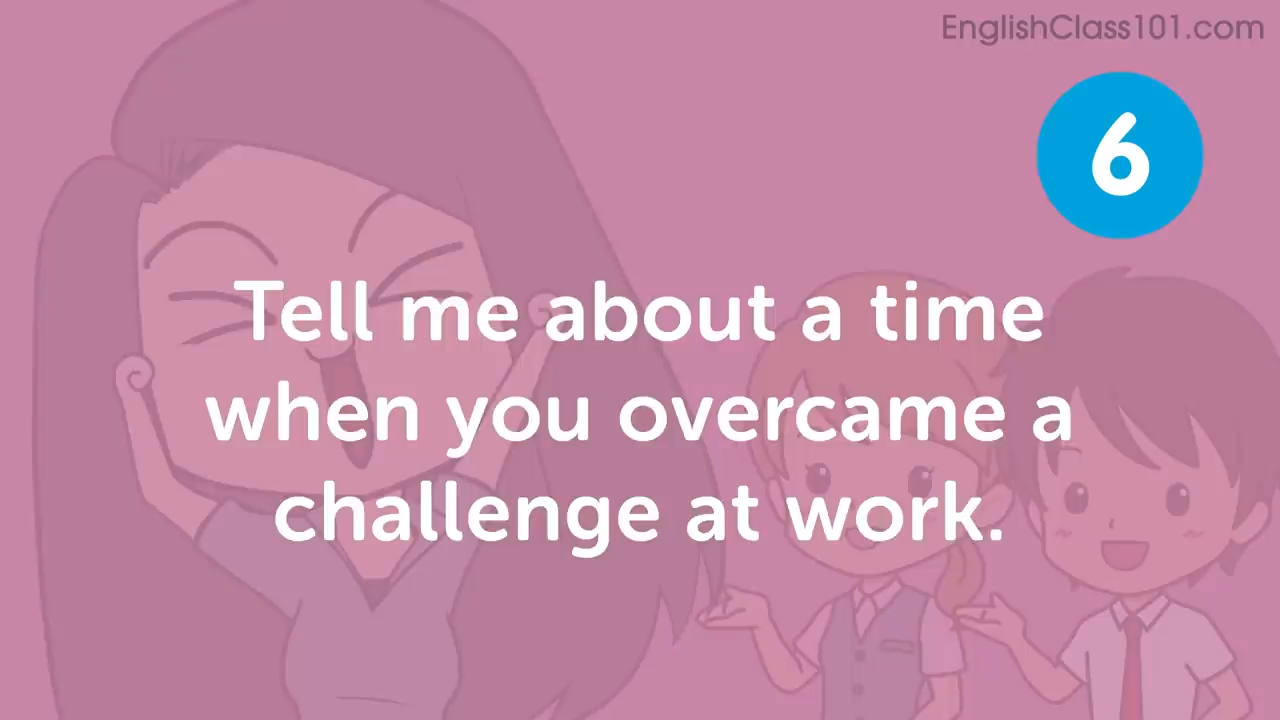 EnglishClass101.com
6
Tell me about a time
when you overcame a
challenge at work.